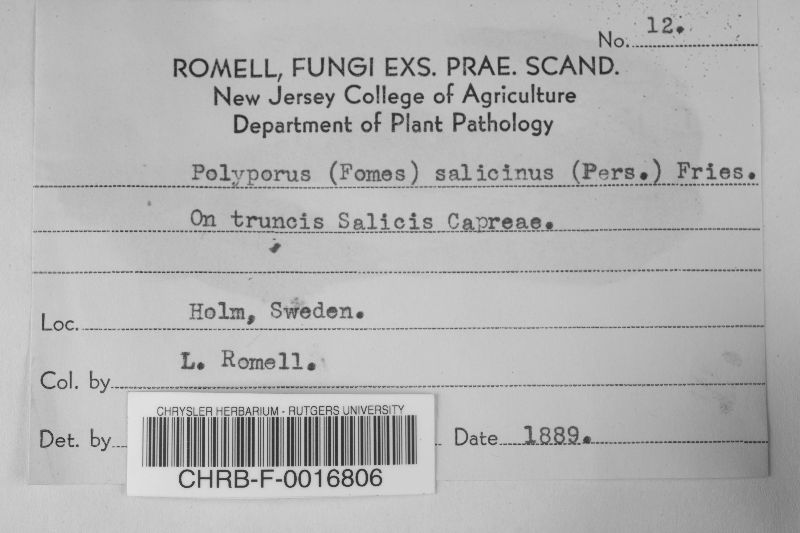 No. 12.
ROMELL, FUNGI EXS. PRAE. SCAND.
New Jersey College of Agriculture
Department of Plant Pathology
Polyporus (Fomes) salicinus (Pers.) Fries.
On truncis Salicis Capreae.
Loc. Holm, Sweden.
Col. by L. Romell.
Det. by Date 1889.
CHRYSLER HERBARIUM - RUTGERS UNIVERSITY
CHRB-F-0016806